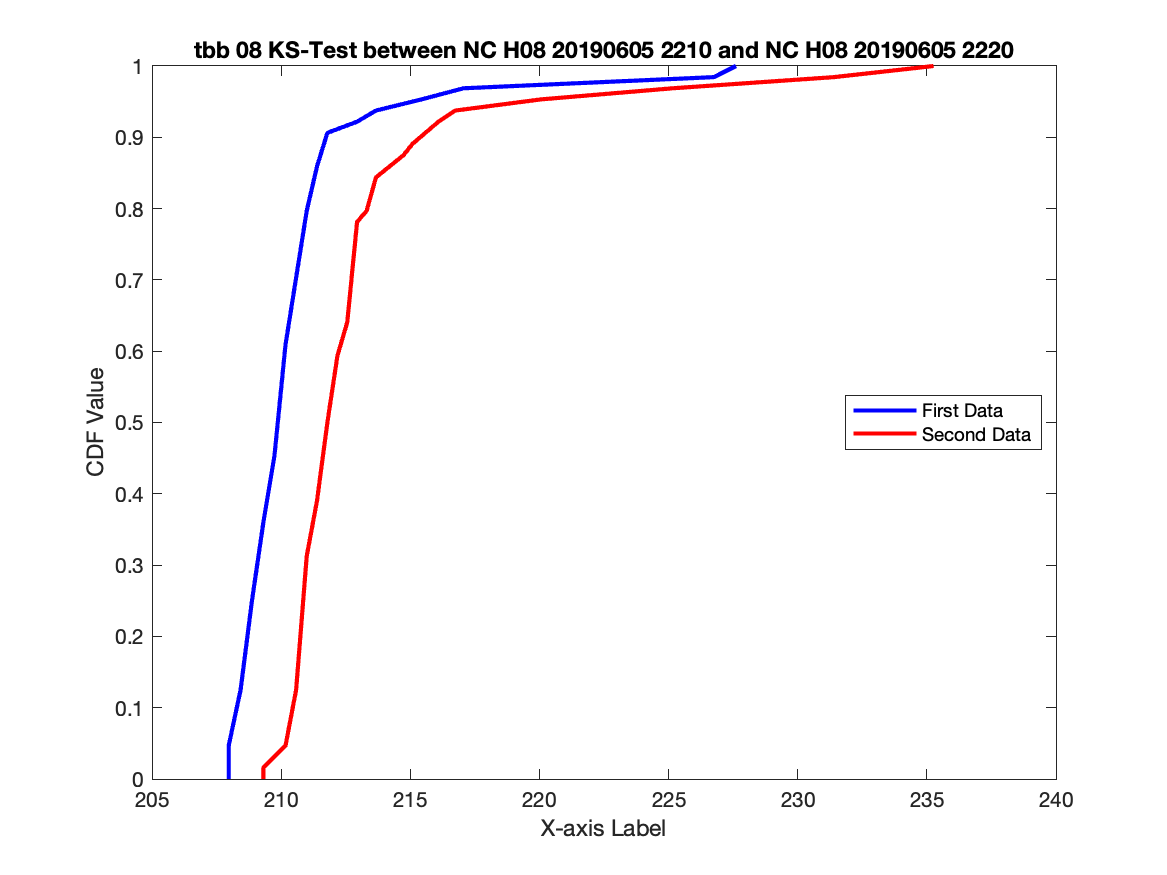 tbb 08 KS-Test between NC H08 20190605 2210 and NC H08 20190605 2220
1
0.9
0.8
0.7
0.6
0.5
0.4
0.3
0.2
0.1
0
CDF Value
First Data
Second Data
205 210 215 220 225 230 235 240
X-axis Label